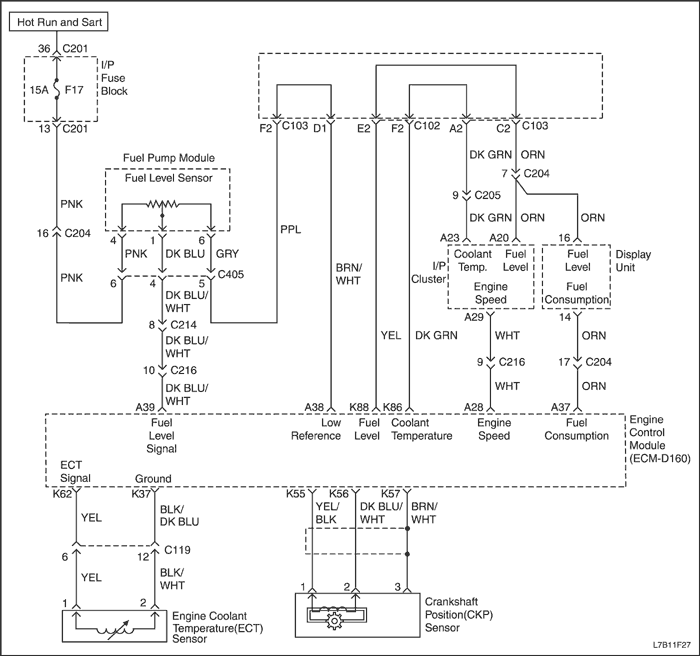 Hot Run and Sart
36 C201
I/P
Fuse
Block
15A F17
13 C201
F2 C103 D1 E2 F2 C102 A2 C2 C103
DK GRN ORN
7 C204
Fuel Pump Module
Fuel Level Sensor
9 C205
PNK
DK GRN ORN ORN
16 C204
4 1 6
PPL
A23 A20 16
PNK DK BLU GRY
I/P
Cluster
Coolant
Temp.
Fuel
Level
Engine
Speed
Fuel
Level
Fuel
Consumption
Display
Unit
PNK
6 4 5 C405
BRN/
WHT
DK BLU/
WHT
A29 14
8 C214
DK BLU/
WHT
YEL DK GRN WHT ORN
10 C216
9 C216 17 C204
DK BLU/
WHT
WHT ORN
A39 A38 K88 K86 A28 A37
Fuel
Level
Signal
Low
Reference
Fuel
Level
Coolant
Temperature
Engine
Speed
Fuel
Consumption
Engine
Control
Module
(ECM-D160)
ECT
Signal
Ground
K62 K37 K55 K56 K57
YEL
BLK/
DK BLU
YEL/
BLK
DK BLU/
WHT
BRN/
WHT
6 12 C119
YEL
BLK/
WHT
1 2 1 2 3
Engine Coolant
Temperature(ECT)
Sensor
Crankshaft
Position(CKP)
Sensor
L7B11F27